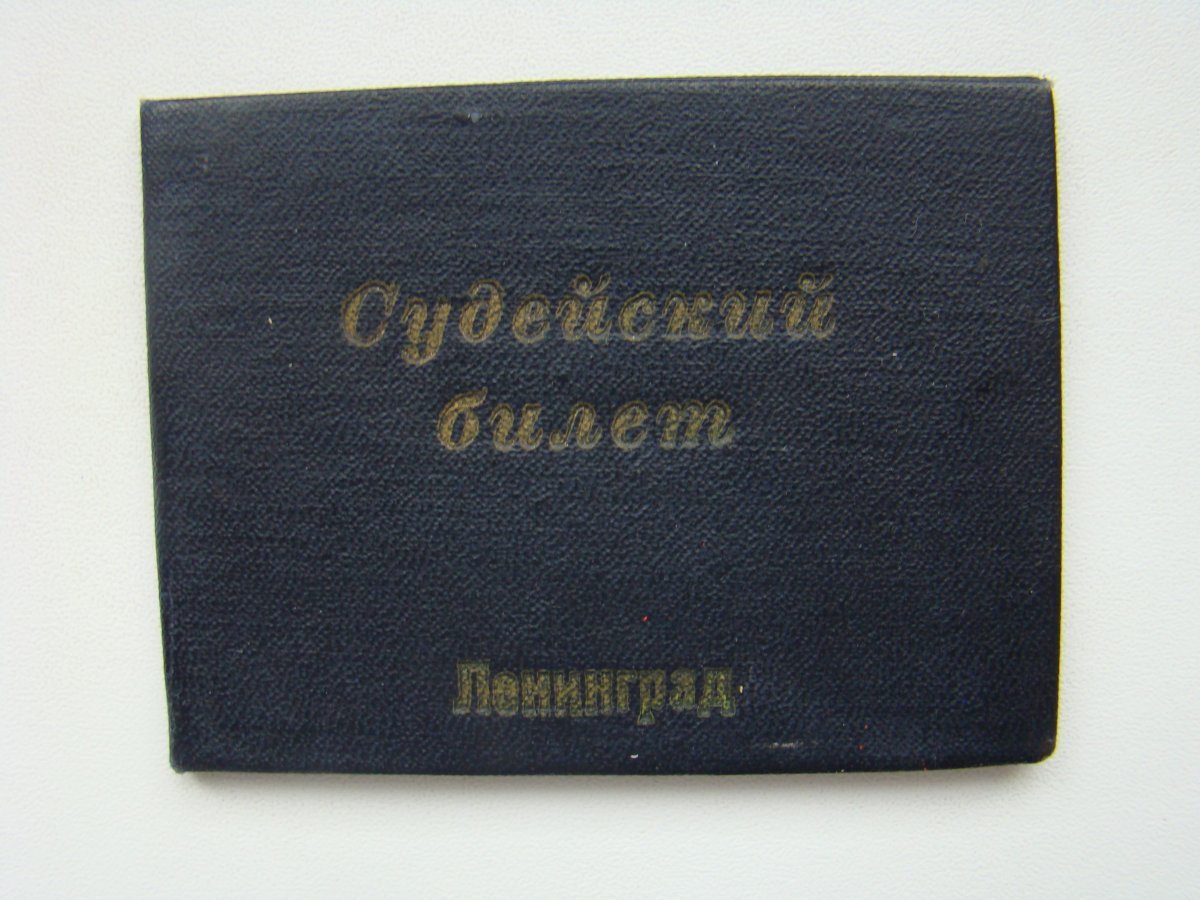 Судейский
билет
Ленинград